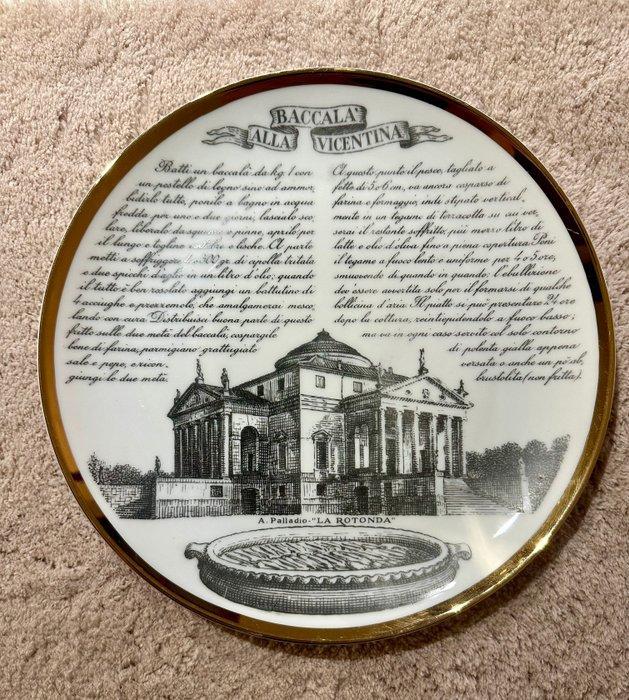 BACCALA'
ALLA VICENTINA
Batti un baccalà da kg. 1 con
un pestello di legno sino ad ammor,
bidirlo tutto, ponilo a bagno in acqua
fredda per uno o due giorni; lascialo sco,
lare, liberalo da squame e pinne, aprilo per
il lungo e togline e lische. A parte
metti a soffriggere 4 300 gr. di cipolla tritata
e due spicchi d'aglio in un litro d'olio; quando
il tutto è ben rosolato aggiungi un battutino di
4 acciughe e prezzemolo, che amalgamerai mesco,
lando con cura. Distribuisci buona parte di questo
fritto sulle due metà del baccalà, cospargile
bene di farina, parmigiano grattugiato
sale e pepe, e ricon,
giungi le due metà.
A questo punto il pesce, tagliato a
fette di 5 o 6 cm, va ancora cosparso di
farina e formaggio, indi stipato vertical,
mente in un tegame di terracotta su cui ver,
serai il restante soffritto, più mezzo litro di
latte e olio d'oliva fino a piena copertura. Poni
il tegame a fuoco lento e uniforme per 4 o 5 ore,
smuovendo di quando in quando: l'ebullizione
dev'essere avvertita solo per il formarsi di qualche
bollicina d'aria. Il piatto si può presentare 24 ore
dopo la cottura, reintiepidendolo a fuoco basso;
ma va in ogni caso servito col solo contorno
di polenta gialla appena
versata o anche un po' ab,
brustolita (non fritta).
A. Palladio-"LA ROTONDA"